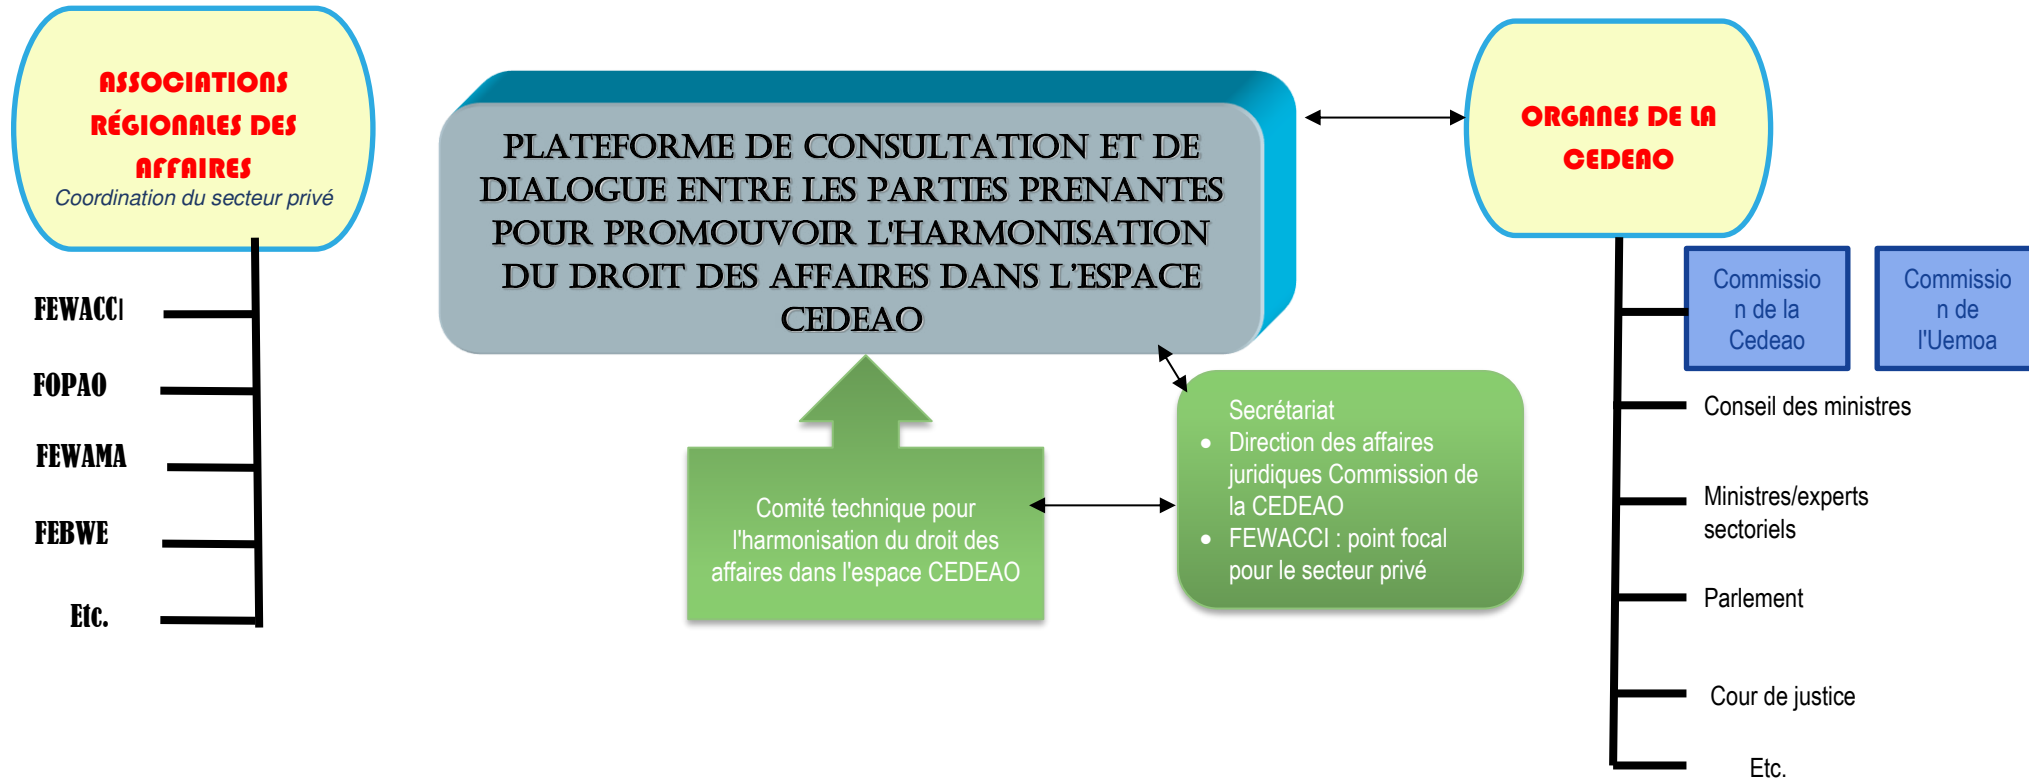 ASSOCIATIONS
RÉGIONALES DES
AFFAIRES
Coordination du secteur privé
FEWACCI
FOPAO
FEWAMA
FEBWE
Etc.
PLATEFORME DE CONSULTATION ET DE
DIALOGUE ENTRE LES PARTIES PRENANTES
POUR PROMOUVOIR L'HARMONISATION
DU DROIT DES AFFAIRES DANS L’ESPACE
CEDEAO
Comité technique pour
l'harmonisation du droit des
affaires dans l'espace CEDEAO
Secrétariat
• Direction des affaires
juridiques Commission de
la CEDEAO
• FEWACCI : point focal
pour le secteur privé
ORGANES DE LA
CEDEAO
Commissio
n de la
Cedeao
Commissio
n de
l'Uemoa
Conseil des ministres
Ministres/experts
sectoriels
Parlement
Cour de justice
Etc.